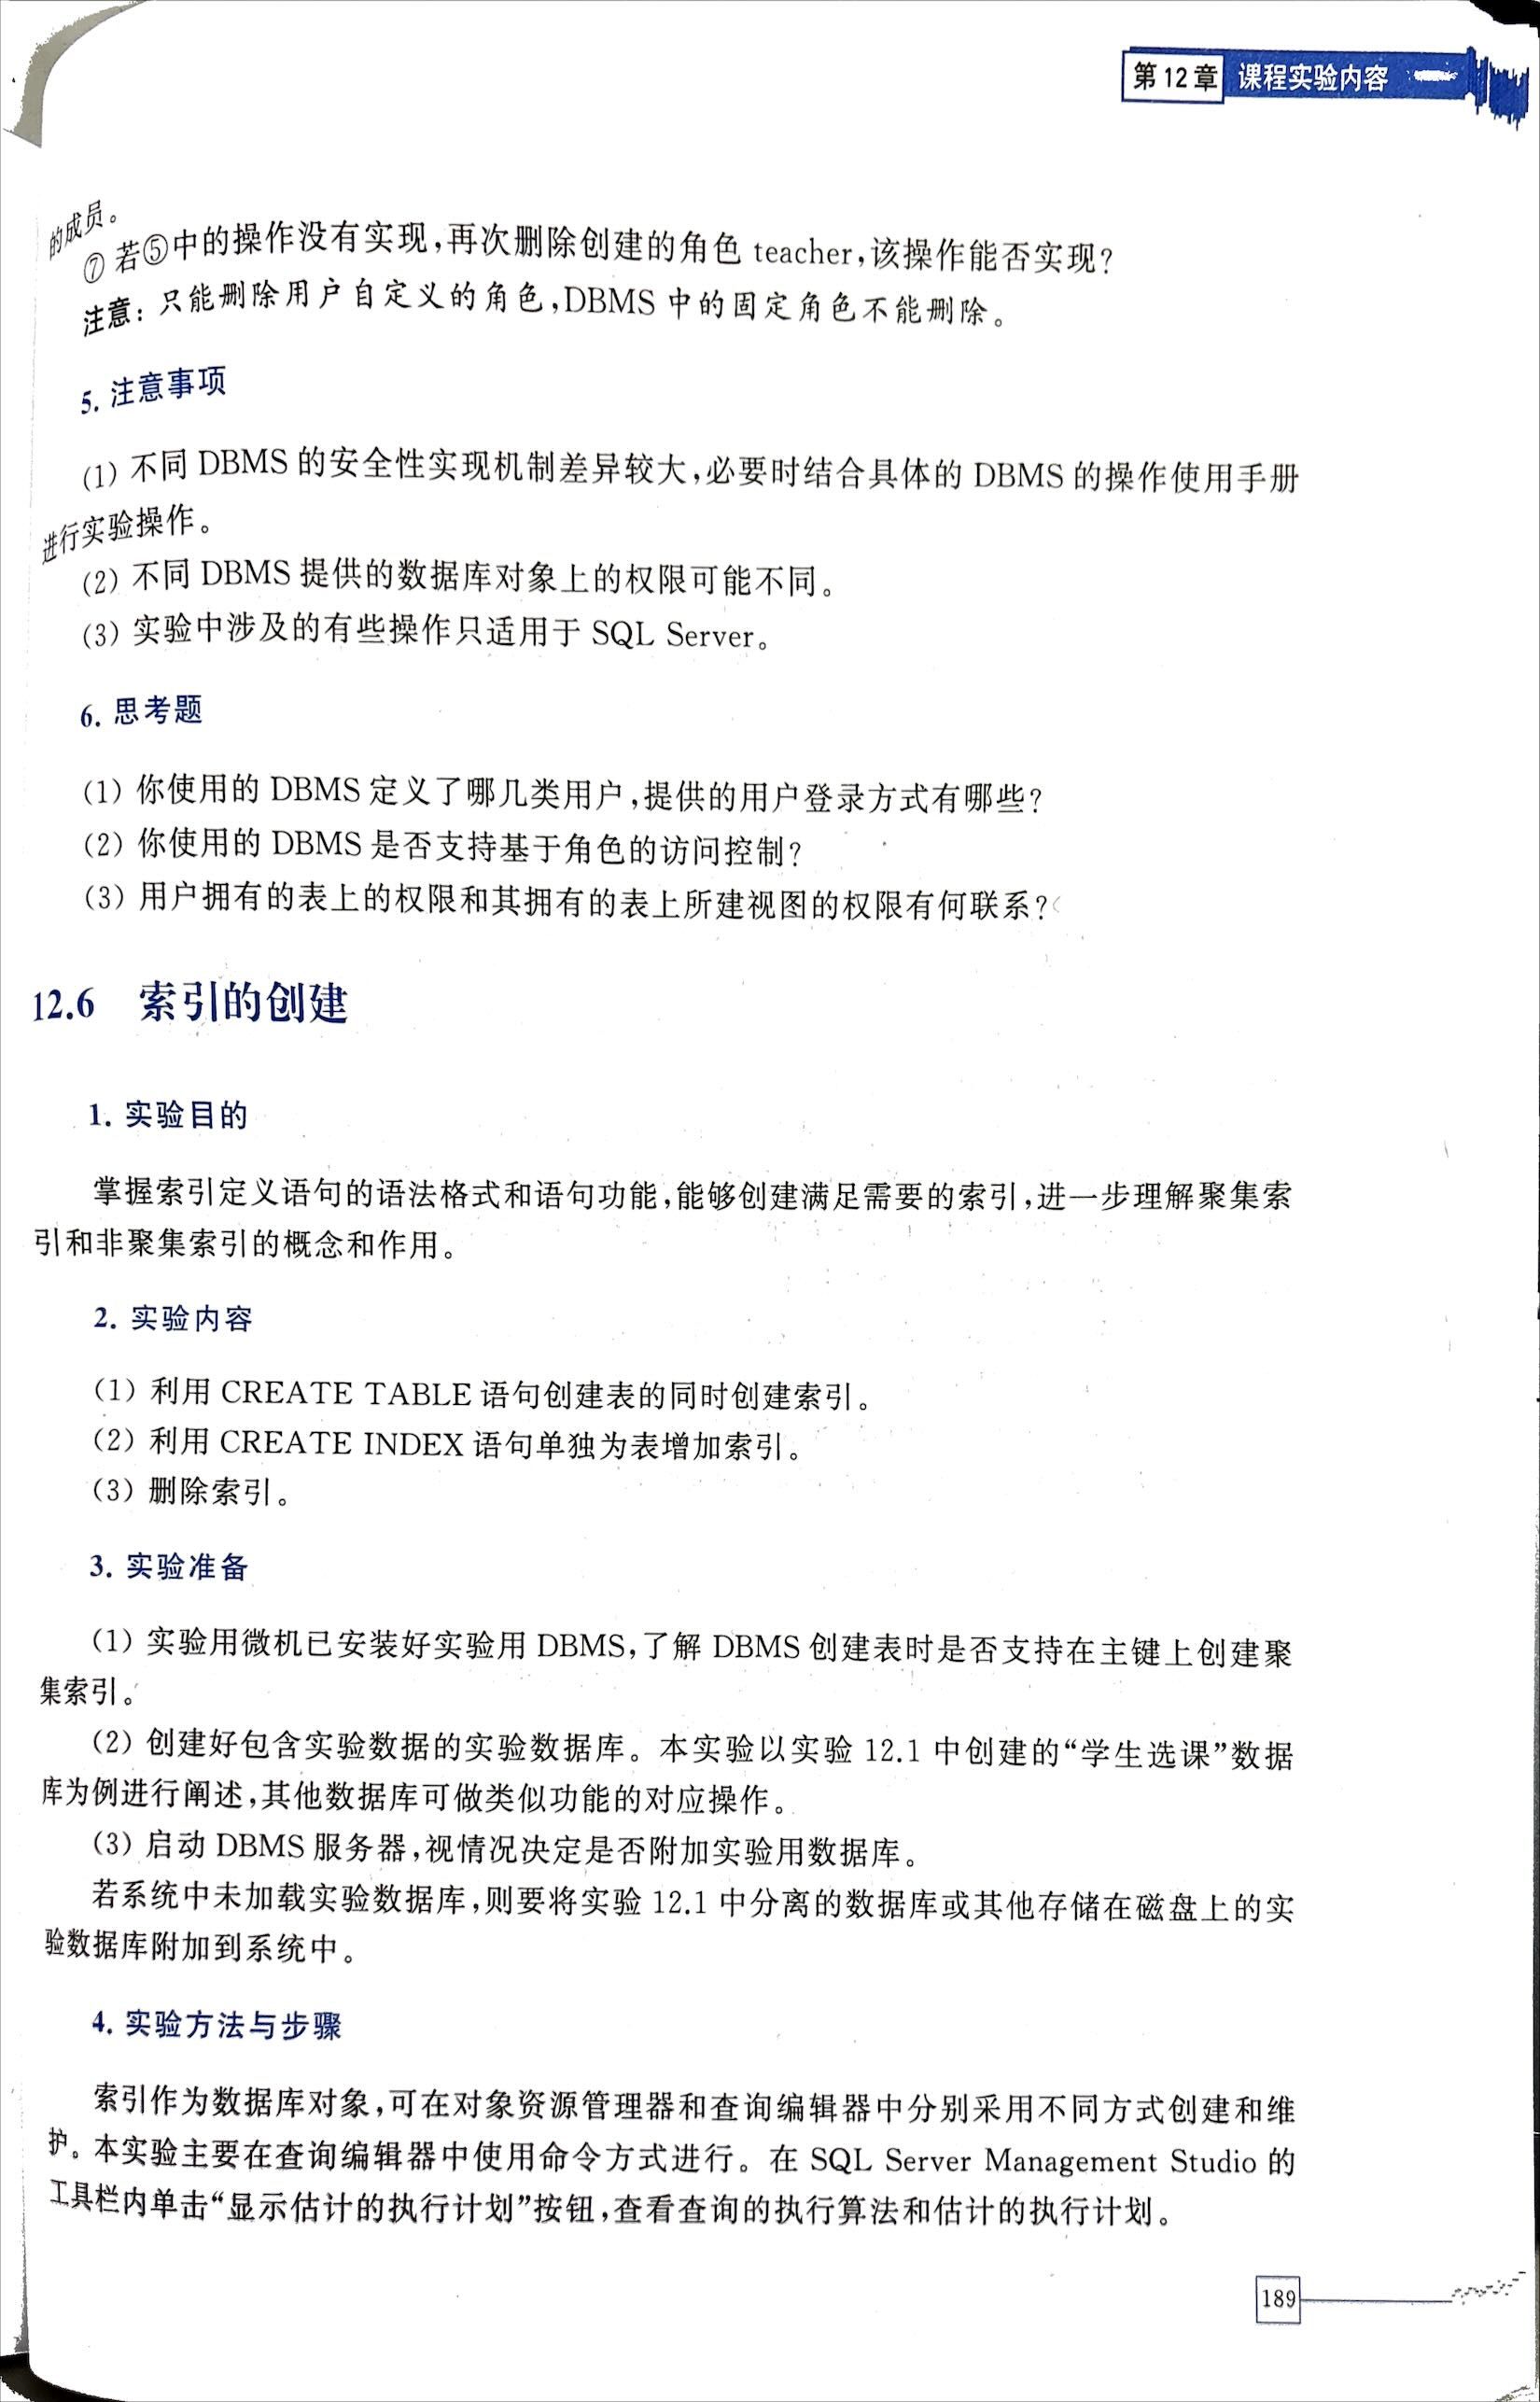 第12章 课程实验内容
的成员。
⑦ 若⑤中的操作没有实现,再次删除创建的角色 teacher,该操作能否实现?
注意: 只能删除用户自定义的角色,DBMS 中的固定角色不能删除。
5. 注意事项
(1) 不同 DBMS 的安全性实现机制差异较大,必要时结合具体的 DBMS 的操作使用手册
进行实验操作。
(2) 不同 DBMS 提供的数据库对象上的权限可能不同。
(3) 实验中涉及的有些操作只适用于 SQL Server。
6. 思考题
(1) 你使用的 DBMS 定义了哪几类用户,提供的用户登录方式有哪些?
(2) 你使用的 DBMS 是否支持基于角色的访问控制?
(3) 用户拥有的表上的权限和其拥有的表上所建视图的权限有何联系?
12.6 索引的创建
1. 实验目的
掌握索引定义语句的语法格式和语句功能,能够创建满足需要的索引,进一步理解聚集索
引和非聚集索引的概念和作用。
2. 实验内容
(1) 利用 CREATE TABLE 语句创建表的同时创建索引。
(2) 利用 CREATE INDEX 语句单独为表增加索引。
(3) 删除索引。
3. 实验准备
(1) 实验用微机已安装好实验用 DBMS,了解 DBMS 创建表时是否支持在主键上创建聚
集索引。
(2) 创建好包含实验数据的实验数据库。本实验以实验 12.1 中创建的“学生选课”数据
库为例进行阐述,其他数据库可做类似功能的对应操作。
(3) 启动 DBMS 服务器,视情况决定是否附加实验用数据库。
若系统中未加载实验数据库,则要将实验 12.1 中分离的数据库或其他存储在磁盘上的实
验数据库附加到系统中。
4. 实验方法与步骤
索引作为数据库对象,可在对象资源管理器和查询编辑器中分别采用不同方式创建和维
护。本实验主要在查询编辑器中使用命令方式进行。在 SQL Server Management Studio 的
工具栏内单击“显示估计的执行计划”按钮,查看查询的执行算法和估计的执行计划。
189